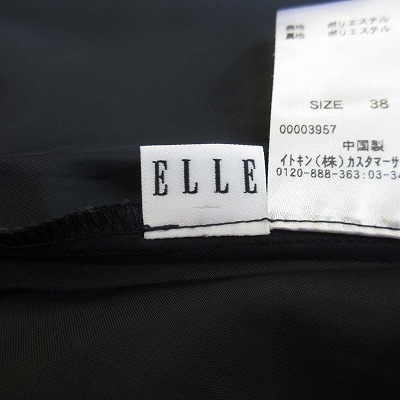 表地 ポリエステル
裏地 ポリエステル
SIZE 38
00003957
中国製
イトキン(株)カスタマーサ
0120-888-363:03-34
ELLE